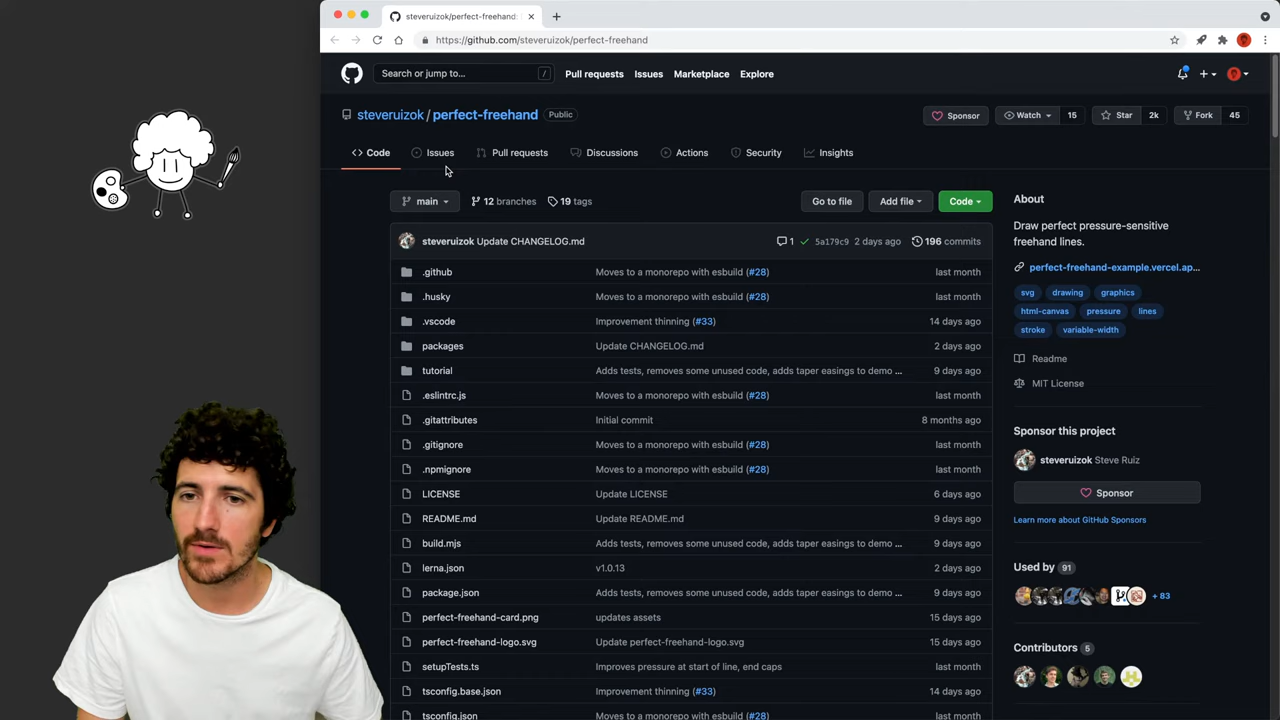 steveruizok/perfect-freehand:
https://github.com/steveruizok/perfect-freehand
Search or jump to... / Pull requests Issues Marketplace Explore
steveruizok / perfect-freehand Public Sponsor Watch 15 Star 2k Fork 45
<> Code Issues Pull requests Discussions Actions Security Insights
main 12 branches 19 tags Go to file Add file Code
steveruizok Update CHANGELOG.md 1 5a179c9 2 days ago 196 commits
.github Moves to a monorepo with esbuild (#28) last month
.husky Moves to a monorepo with esbuild (#28) last month
.vscode Improvement thinning (#33) 14 days ago
packages Update CHANGELOG.md 2 days ago
tutorial Adds tests, removes some unused code, adds taper easings to demo ... 9 days ago
.eslintrc.js Moves to a monorepo with esbuild (#28) last month
.gitattributes Initial commit 8 months ago
.gitignore Moves to a monorepo with esbuild (#28) last month
.npmignore Moves to a monorepo with esbuild (#28) last month
LICENSE Update LICENSE 6 days ago
README.md Update README.md 9 days ago
build.mjs Adds tests, removes some unused code, adds taper easings to demo ... 9 days ago
lerna.json v1.0.13 2 days ago
package.json Adds tests, removes some unused code, adds taper easings to demo ... 9 days ago
perfect-freehand-card.png updates assets 15 days ago
perfect-freehand-logo.svg Update perfect-freehand-logo.svg 15 days ago
setupTests.ts Improves pressure at start of line, end caps last month
tsconfig.base.json Improvement thinning (#33) 14 days ago
tsconfig.json Moves to a monorepo with esbuild (#28) last month
About
Draw perfect pressure-sensitive
freehand lines.
perfect-freehand-example.vercel.ap...
svg drawing graphics
html-canvas pressure lines
stroke variable-width
Readme
MIT License
Sponsor this project
steveruizok Steve Ruiz
Sponsor
Learn more about GitHub Sponsors
Used by 91
+ 83
Contributors 5